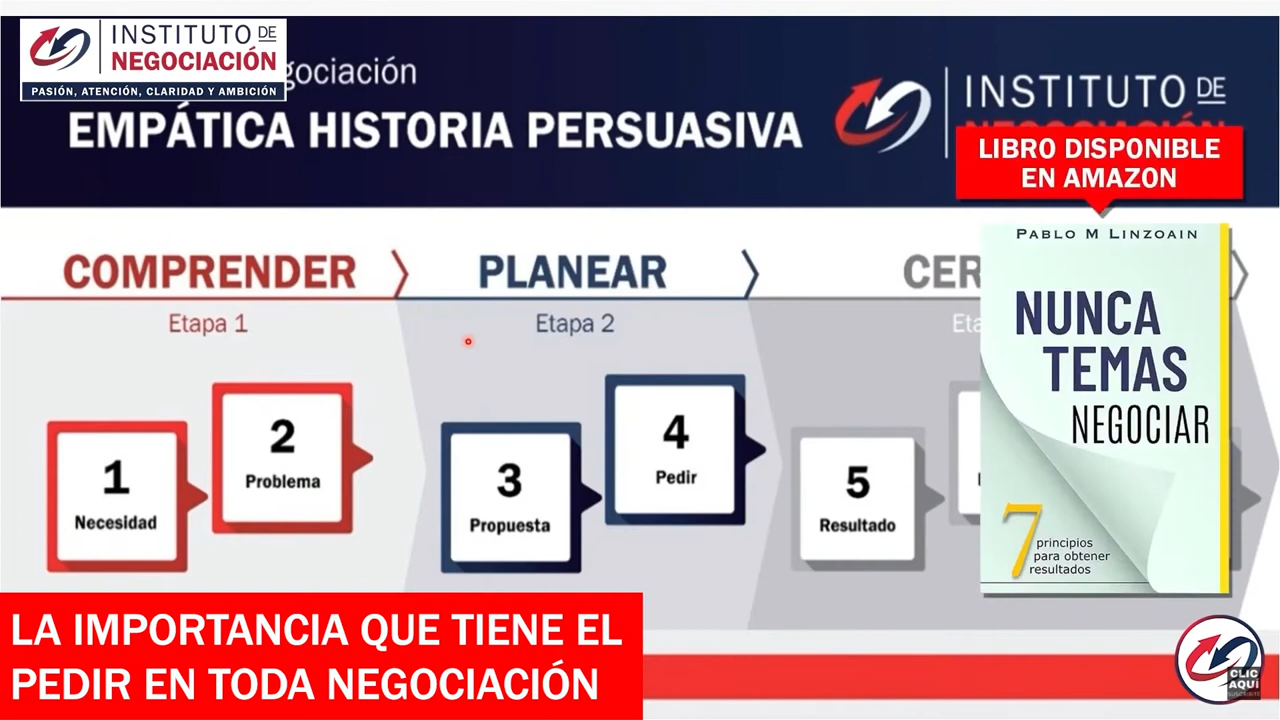 INSTITUTO DE
NEGOCIACIÓN
PASIÓN, ATENCIÓN, CLARIDAD Y AMBICIÓN
gociación
EMPÁTICA HISTORIA PERSUASIVA
INSTITUTO DE
LIBRO DISPONIBLE
EN AMAZON
COMPRENDER
Etapa 1
PLANEAR
Etapa 2
CER
Eta
1
Necesidad
2
Problema
3
Propuesta
4
Pedir
5
Resultado
PABLO M LINZOAIN
NUNCA
TEMAS
NEGOCIAR
7 principios
para obtener
resultados
LA IMPORTANCIA QUE TIENE EL
PEDIR EN TODA NEGOCIACIÓN
CLIC
AQUÍ